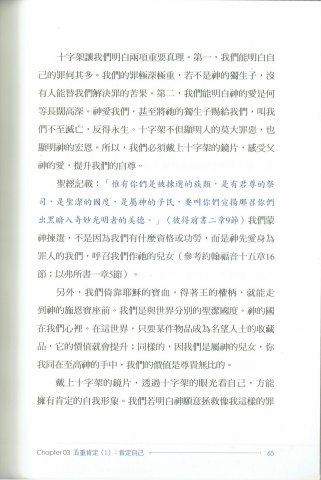 十字架讓我們明白兩項重要真理。第一，我們能明白自
己的罪何其多。我們的罪極深極重，若不是神的獨生子，沒
有人能替我們解決罪的苦果。第二，我們能明白神的愛是何
等長闊高深。神愛我們，甚至將祂的獨生子賜給我們，叫我
們不至滅亡，反得永生。十字架不但顯明人的莫大罪惡，也
顯明神的宏恩。所以，我們必須戴上十字架的鏡片，感受父
神的愛，提升我們的自尊。
聖經記載：「惟有你們是被揀選的族類，是有君尊的祭
司，是聖潔的國度，是屬神的子民，要叫你們宣揚那召你們
出黑暗入奇妙光明者的美德。」（彼得前書二章9節）我們蒙
神揀選，不是因為我們有什麼資格或功勞，而是神先愛身為
罪人的我們，呼召我們作祂的兒女（參考約翰福音十五章16
節；以弗所書一章5節）。
另外，我們倚靠耶穌的寶血，得著王的權柄，就能走
到神的施恩寶座前。我們是與世界分別的聖潔國度。神的國
在我們心裡。在這世界，只要某件物品成為名望人士的收藏
品，它的價值就會提升；同樣的，因我們是屬神的兒女，你
我同在至高神的手中，我們的價值是尊貴無比的。
戴上十字架的鏡片，透過十字架的眼光看自己，方能
擁有肯定的自我形象。我們若明白神願意拯救像我這樣的罪
Chapter 03 五重肯定（1）：肯定自己
65